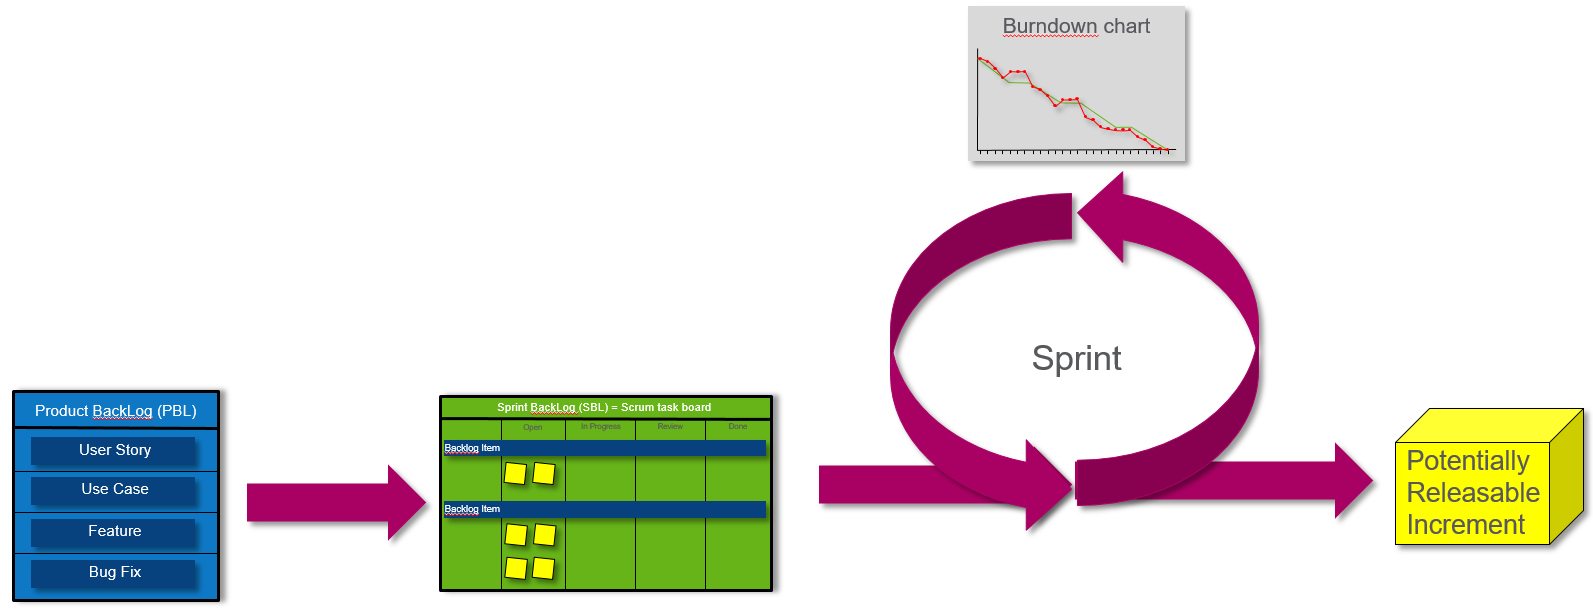 Burndown chart
Sprint
Product BackLog (PBL)
User Story
Use Case
Feature
Bug Fix
Sprint BackLog (SBL) = Scrum task board
Open In Progress Review Done
Backlog Item
Backlog Item
Potentially
Releasable
Increment